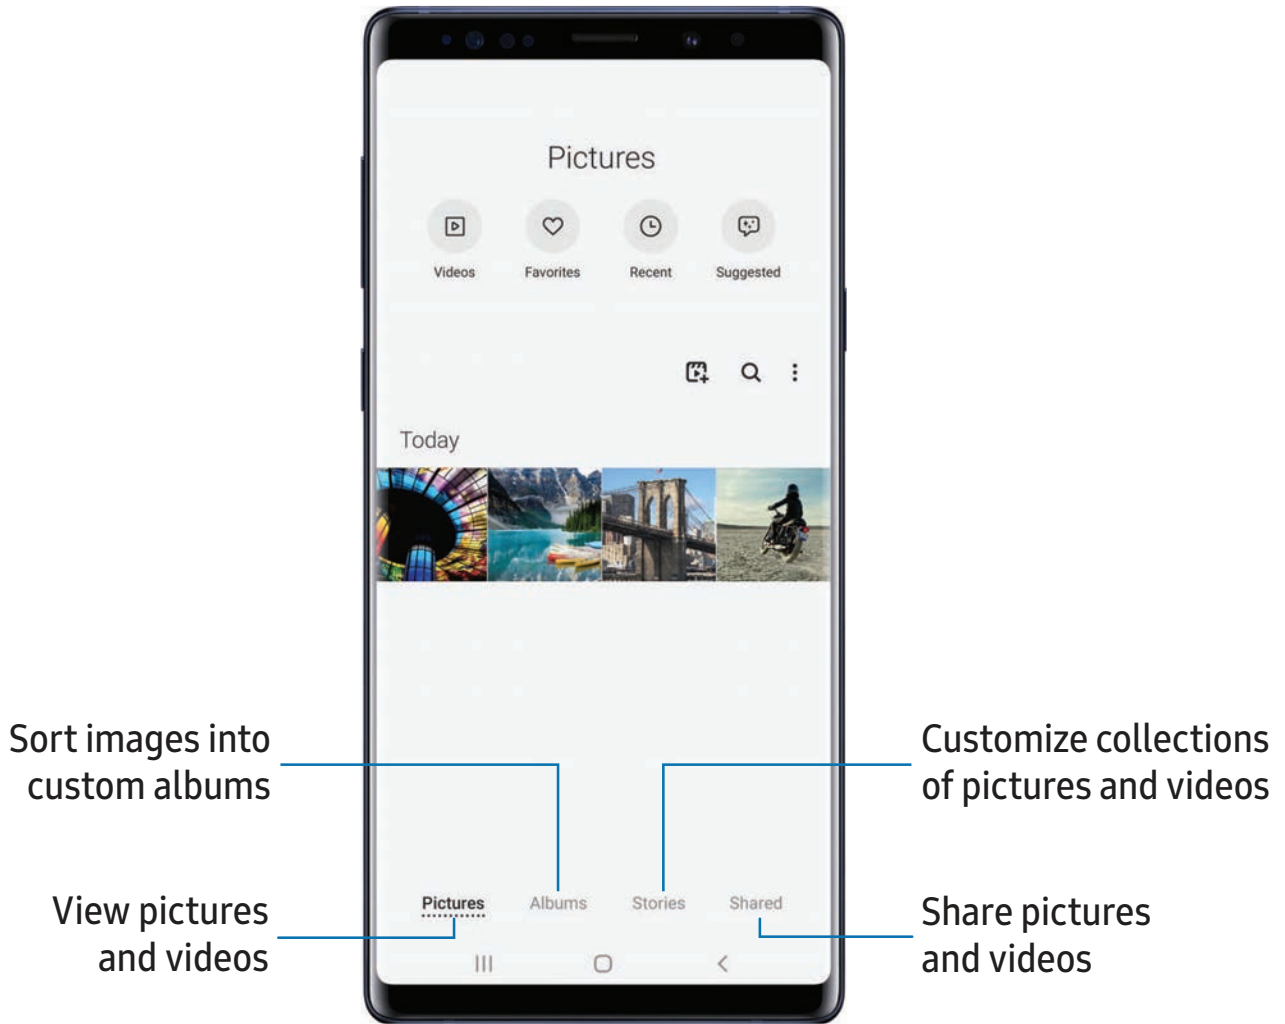 Pictures
Videos Favorites Recent Suggested
Today
Sort images into
custom albums
Customize collections
of pictures and videos
Pictures Albums Stories Shared
View pictures
and videos
Share pictures
and videos